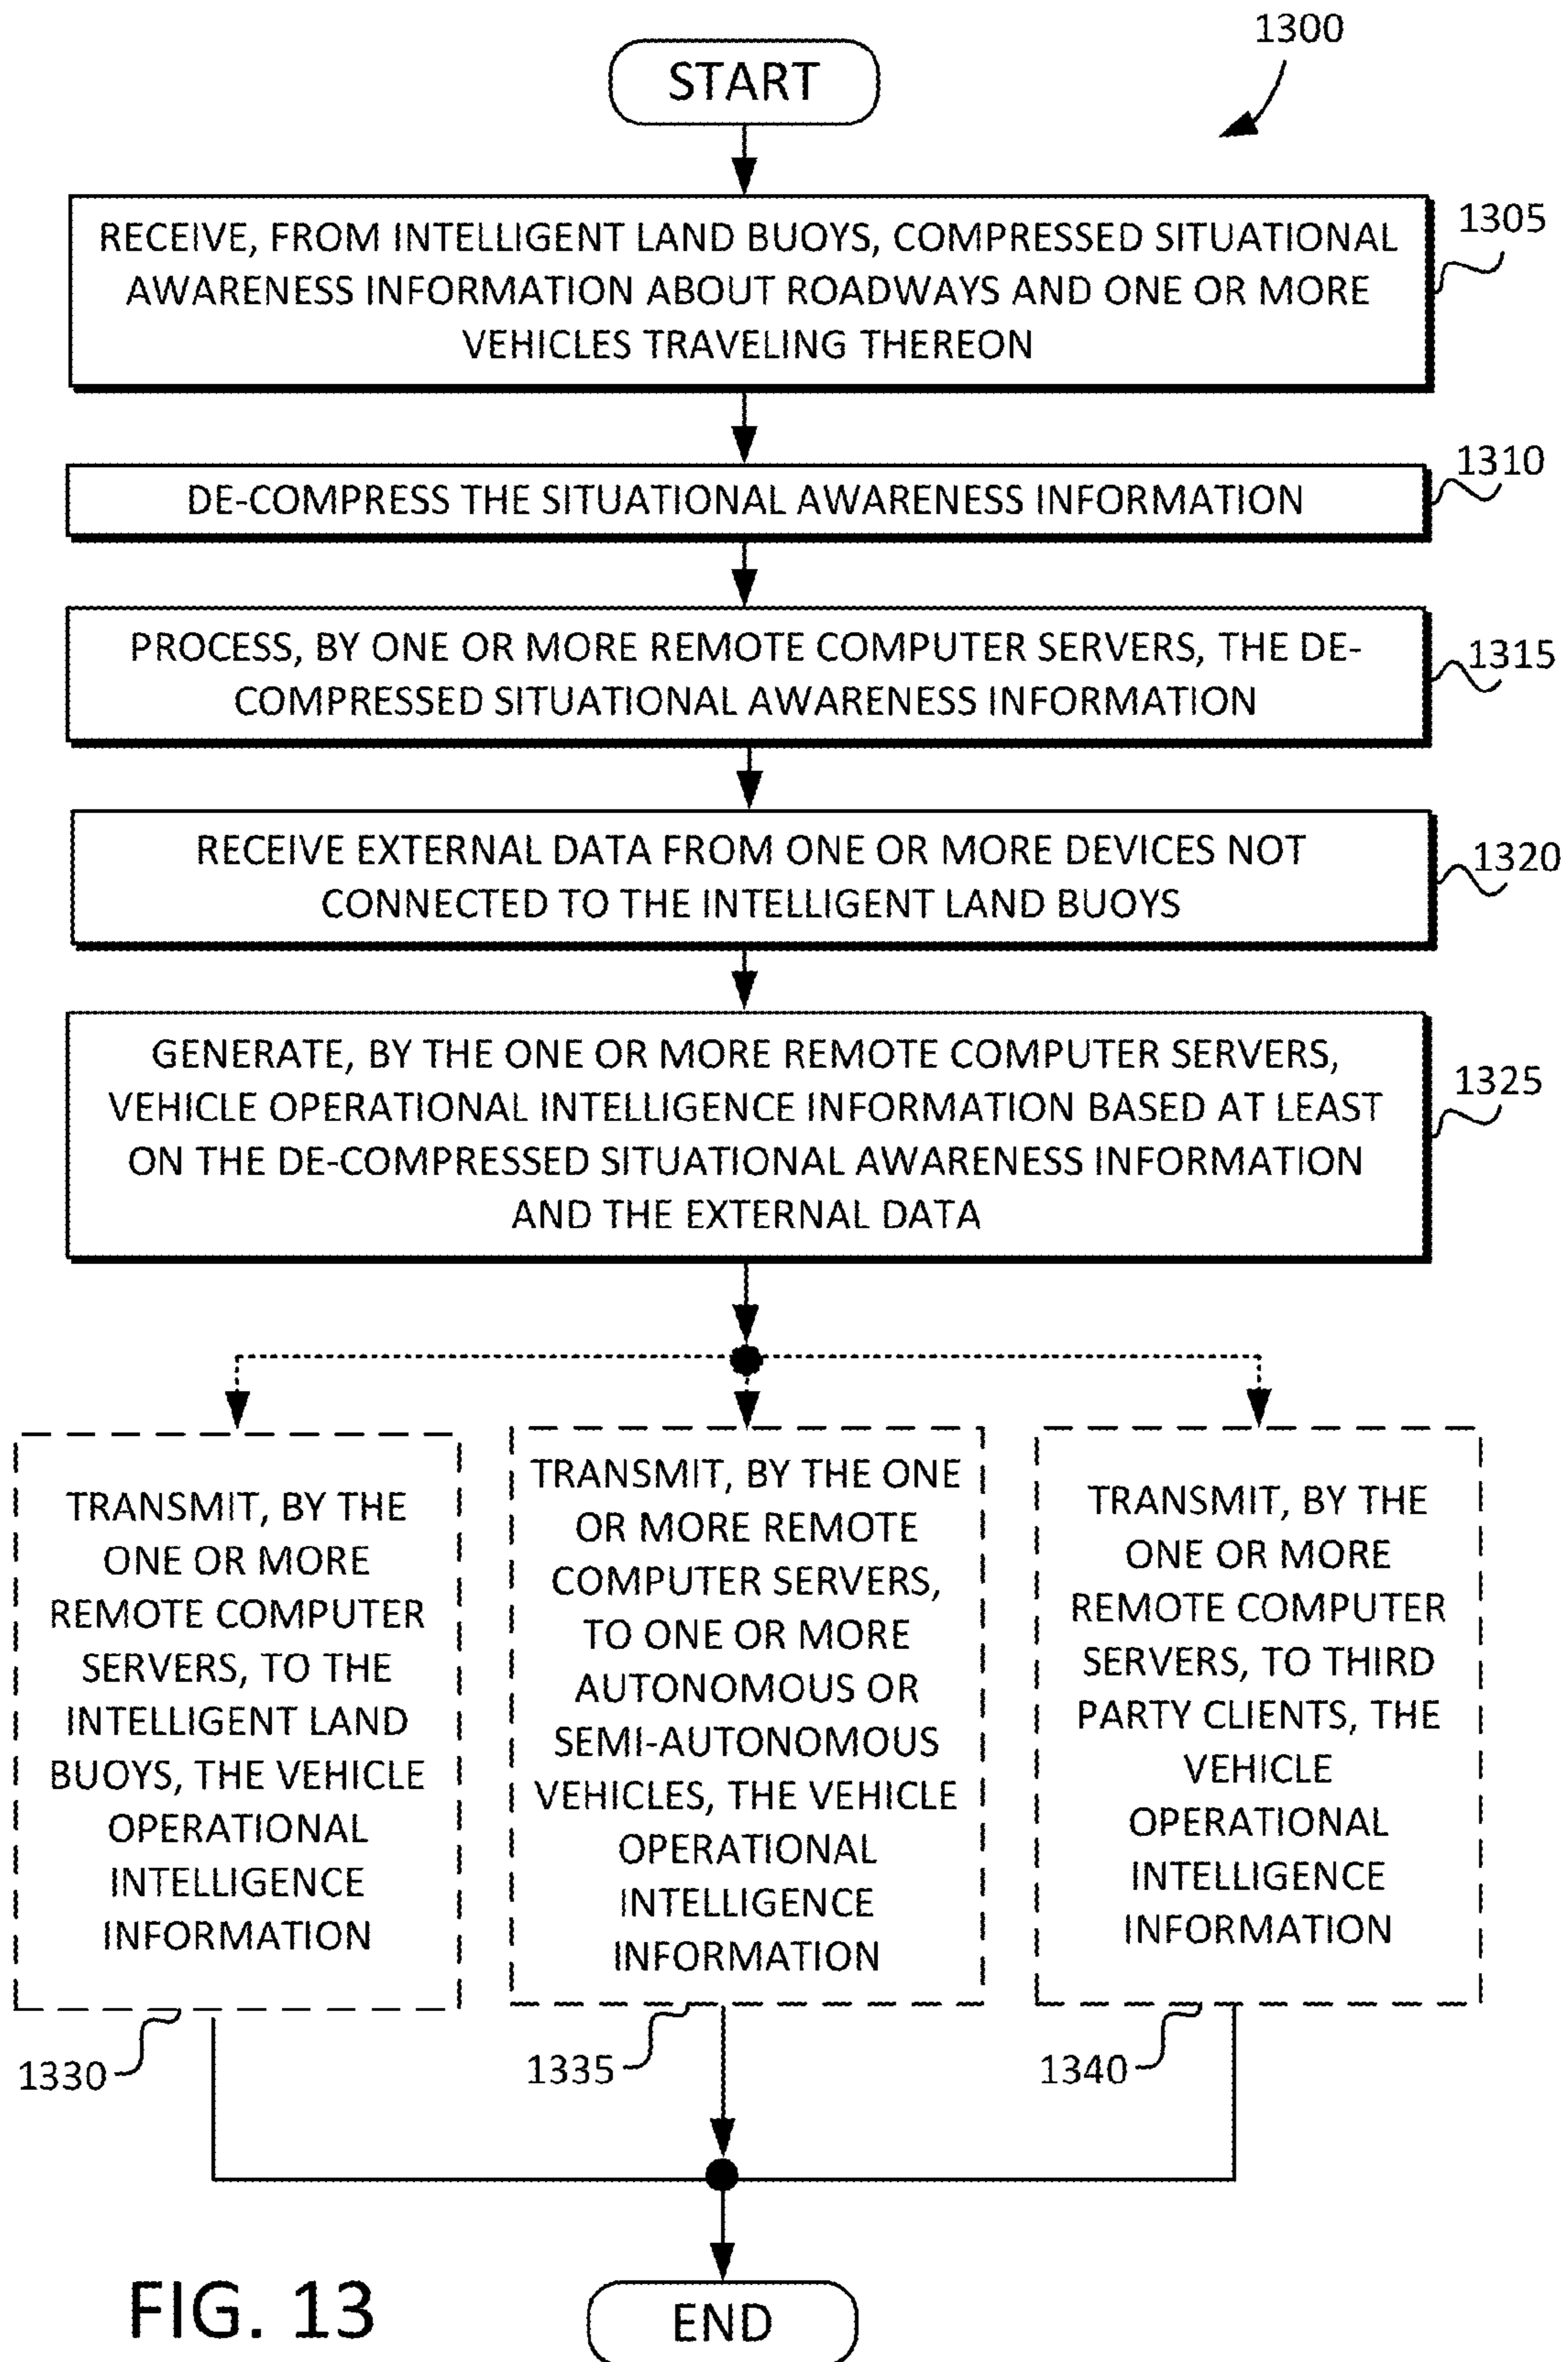 1300
START
RECEIVE, FROM INTELLIGENT LAND BUOYS, COMPRESSED SITUATIONAL
AWARENESS INFORMATION ABOUT ROADWAYS AND ONE OR MORE
VEHICLES TRAVELING THEREON
1305
DE-COMPRESS THE SITUATIONAL AWARENESS INFORMATION
1310
PROCESS, BY ONE OR MORE REMOTE COMPUTER SERVERS, THE DE-
COMPRESSED SITUATIONAL AWARENESS INFORMATION
1315
RECEIVE EXTERNAL DATA FROM ONE OR MORE DEVICES NOT
CONNECTED TO THE INTELLIGENT LAND BUOYS
1320
GENERATE, BY THE ONE OR MORE REMOTE COMPUTER SERVERS,
VEHICLE OPERATIONAL INTELLIGENCE INFORMATION BASED AT LEAST
ON THE DE-COMPRESSED SITUATIONAL AWARENESS INFORMATION
AND THE EXTERNAL DATA
1325
TRANSMIT, BY THE
ONE OR MORE
REMOTE COMPUTER
SERVERS, TO THE
INTELLIGENT LAND
BUOYS, THE VEHICLE
OPERATIONAL
INTELLIGENCE
INFORMATION
1330
TRANSMIT, BY THE ONE
OR MORE REMOTE
COMPUTER SERVERS,
TO ONE OR MORE
AUTONOMOUS OR
SEMI-AUTONOMOUS
VEHICLES, THE VEHICLE
OPERATIONAL
INTELLIGENCE
INFORMATION
1335
TRANSMIT, BY THE
ONE OR MORE
REMOTE COMPUTER
SERVERS, TO THIRD
PARTY CLIENTS, THE
VEHICLE
OPERATIONAL
INTELLIGENCE
INFORMATION
1340
END
FIG. 13